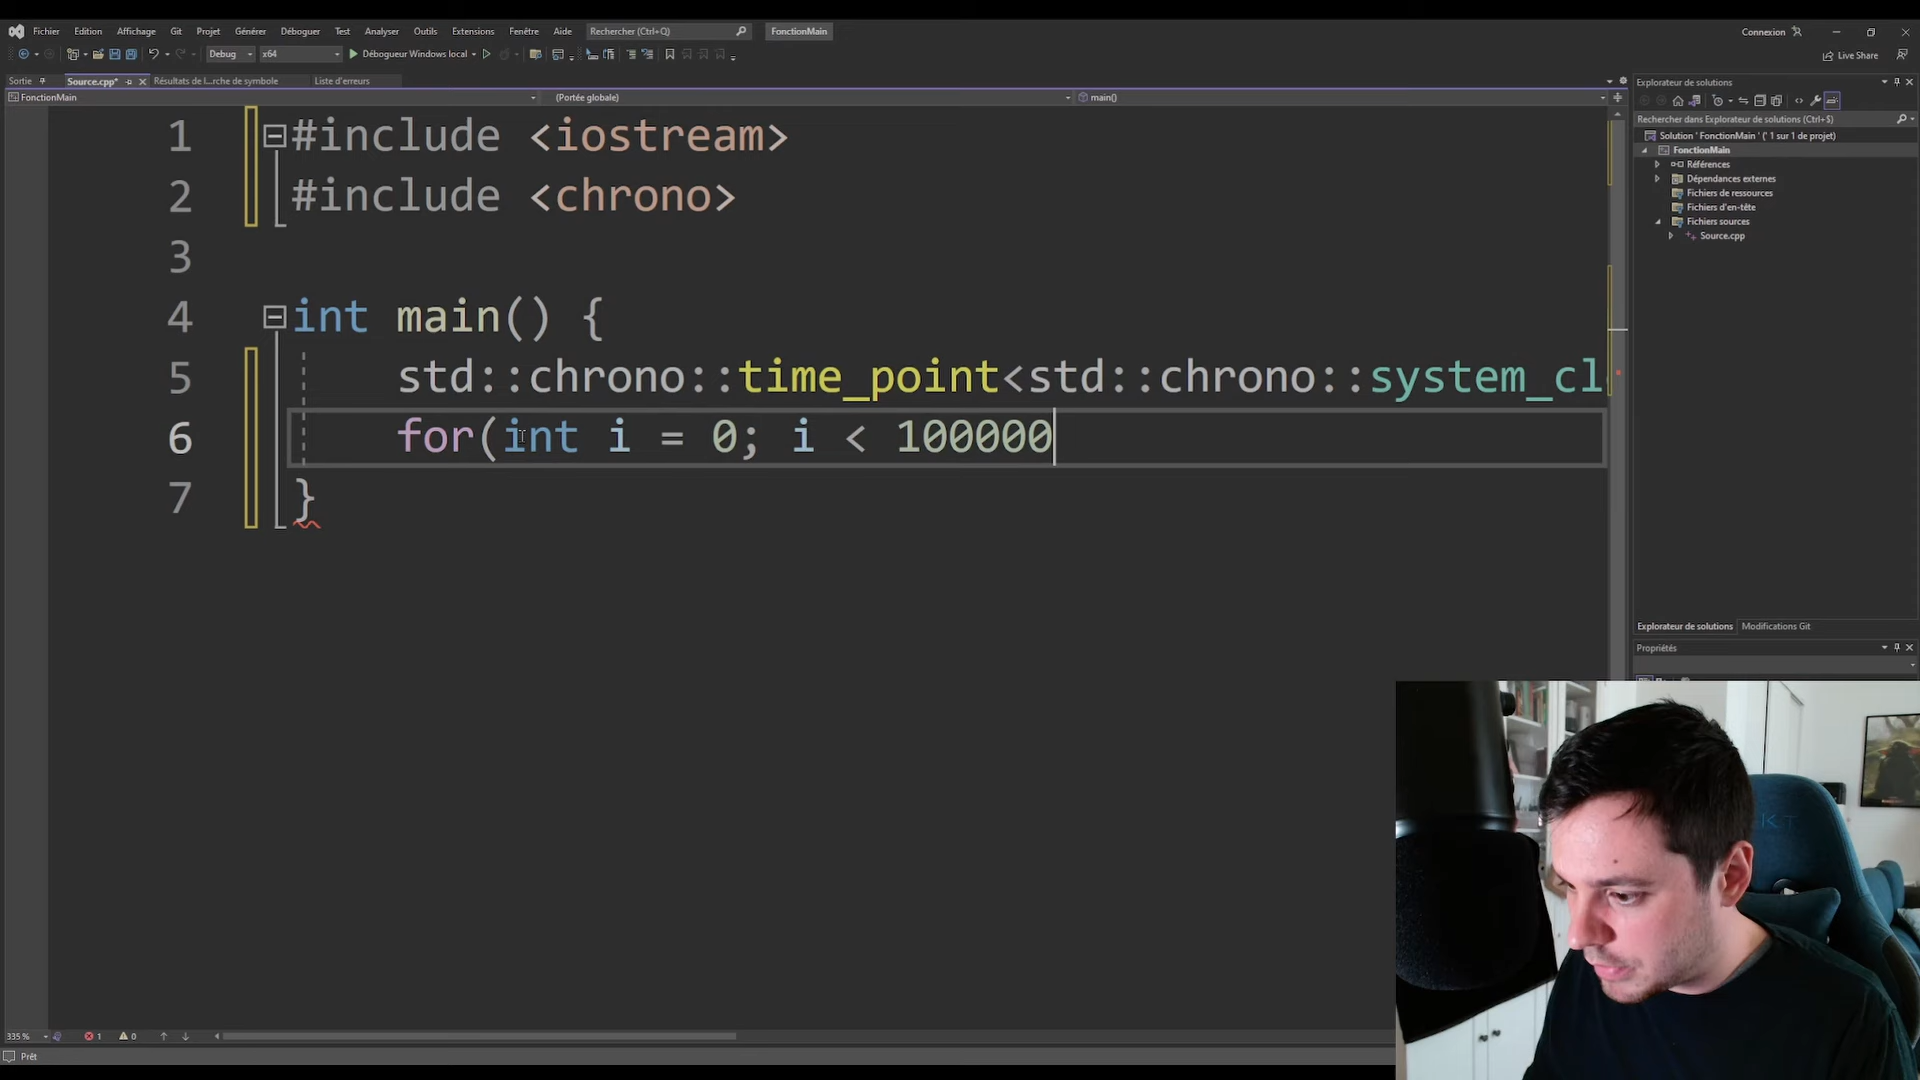 Fichier Edition Affichage Git Projet Générer Déboguer Test Analyser Outils Extensions Fenêtre Aide Rechercher (Ctrl+Q) FonctionMain Connexion
Debug x64 Débogueur Windows local Live Share
Sortie Source.cpp* Résultats de l...rche de symbole Liste d'erreurs
FonctionMain (Portée globale) main()
1 #include <iostream>
2 #include <chrono>
3
4 int main() {
5 std::chrono::time_point<std::chrono::system_cl
6 for(int i = 0; i < 100000
7 }
335 % 1 0
Prêt
Explorateur de solutions
Rechercher dans Explorateur de solutions (Ctrl+$)
Solution 'FonctionMain' (1 sur 1 de projet)
FonctionMain
Références
Dépendances externes
Fichiers de ressources
Fichiers d'en-tête
Fichiers sources
Source.cpp
Explorateur de solutions Modifications Git
Propriétés